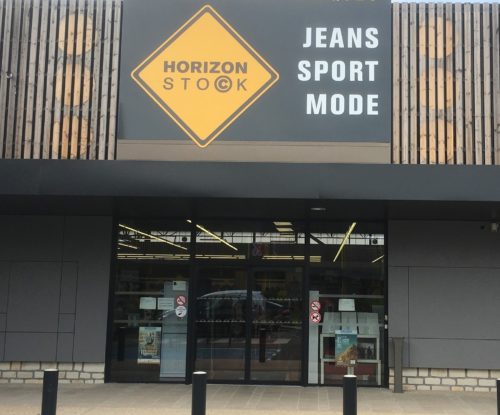 HORIZON
STOCK
JEANS
SPORT
MODE